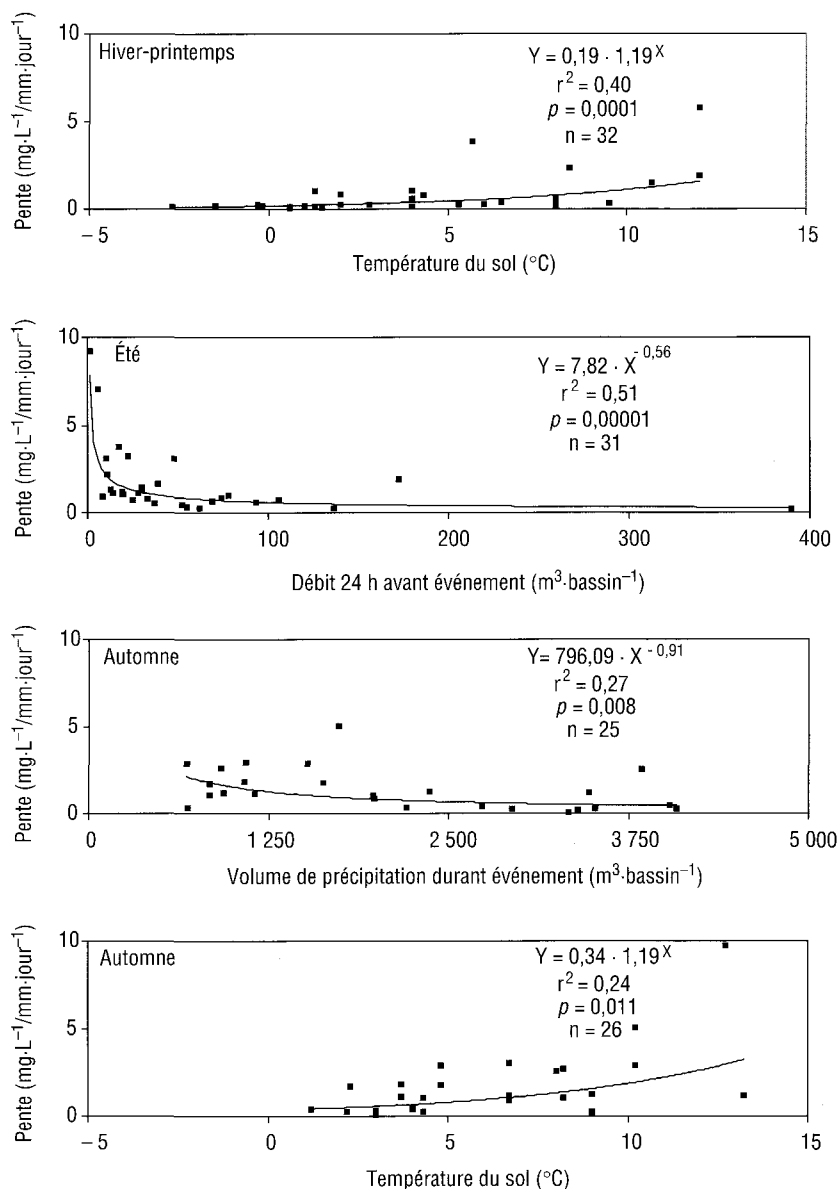 Hiver-printemps
Y = 0,19 · 1,19^X
r² = 0,40
p = 0,0001
n = 32
Pente (mg·L⁻¹/mm·jour⁻¹)
10
5
0
– 5 0 5 10 15
Température du sol (°C)
Été
Y = 7,82 · X^- 0,56
r² = 0,51
p = 0,00001
n = 31
Pente (mg·L⁻¹/mm·jour⁻¹)
10
5
0
0 100 200 300 400
Débit 24 h avant événement (m³·bassin⁻¹)
Automne
Y= 796,09 · X^- 0,91
r² = 0,27
p = 0,008
n = 25
Pente (mg·L⁻¹/mm·jour⁻¹)
10
5
0
0 1 250 2 500 3 750 5 000
Volume de précipitation durant événement (m³·bassin⁻¹)
Automne
Y = 0,34 · 1,19^X
r² = 0,24
p = 0,011
n = 26
Pente (mg·L⁻¹/mm·jour⁻¹)
10
5
0
– 5 0 5 10 15
Température du sol (°C)